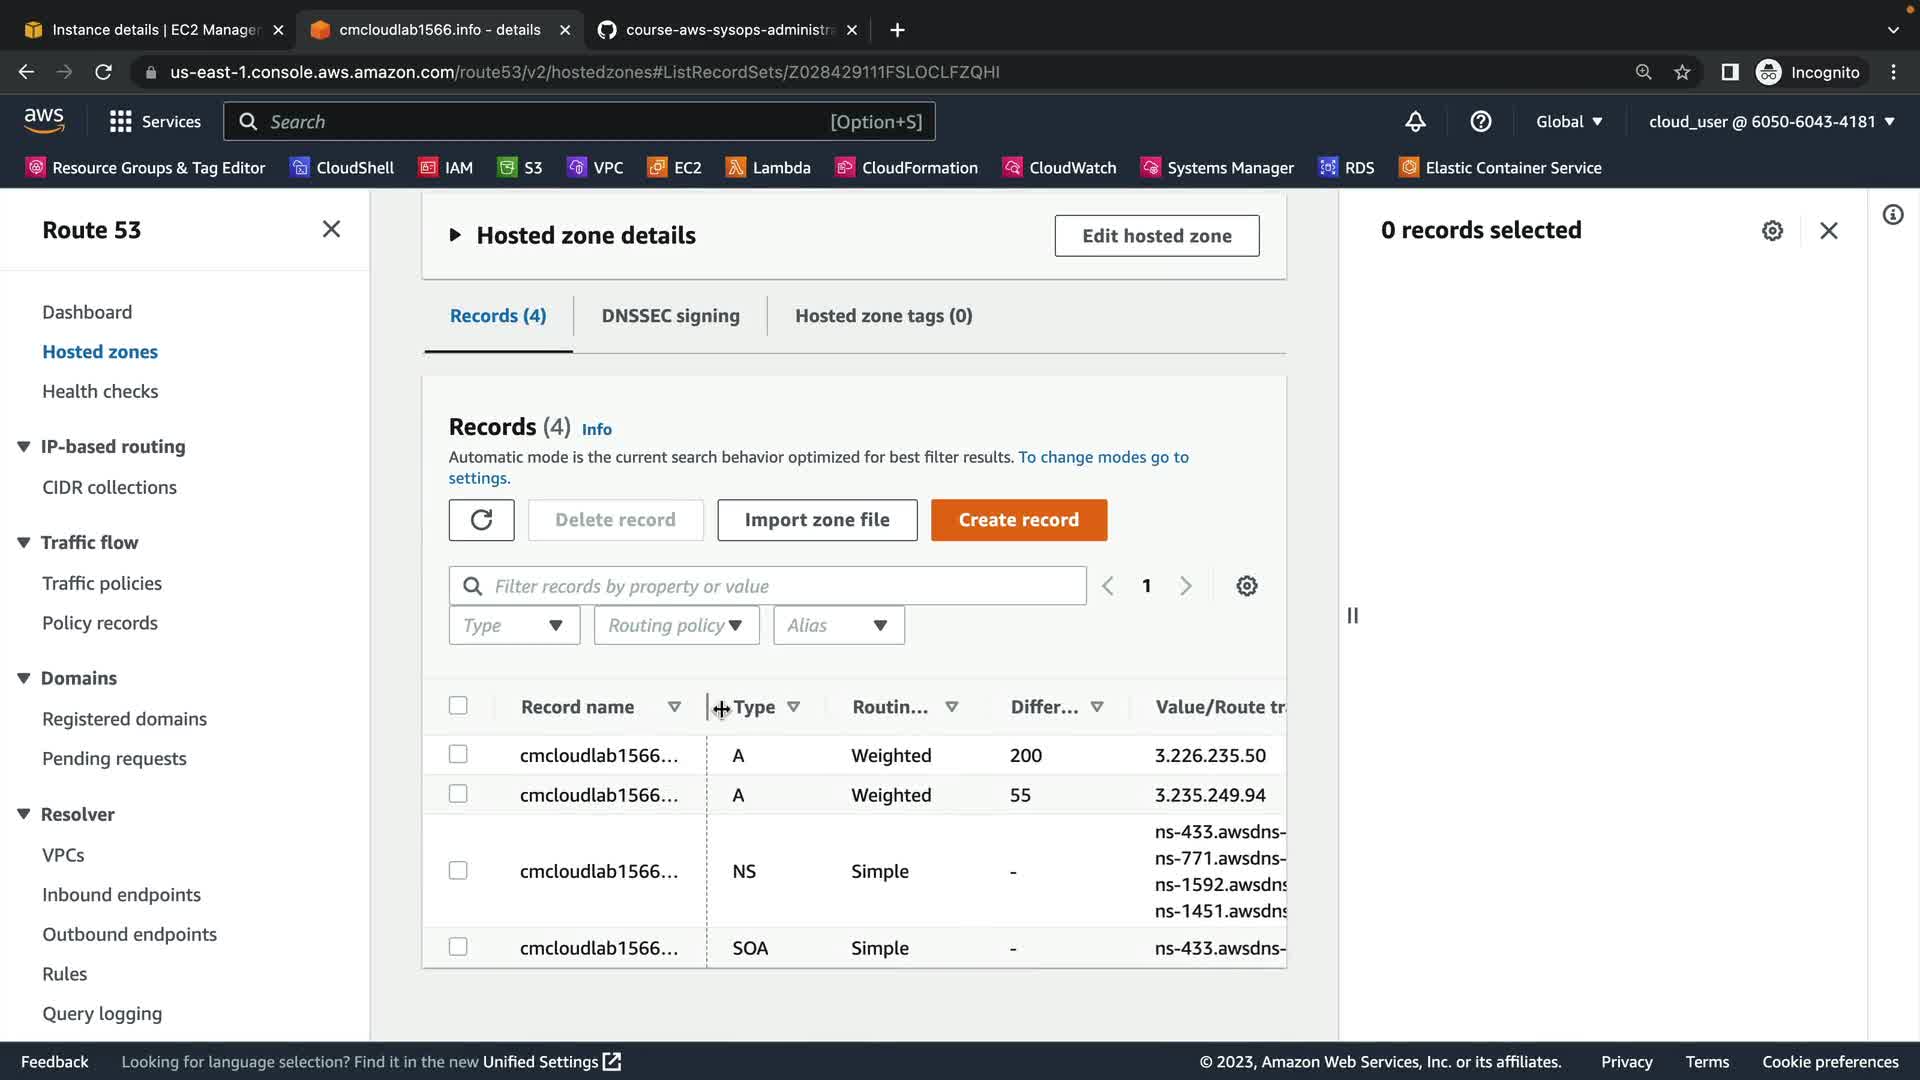 Instance details | EC2 Manager
cmcloudlab1566.info - details
course-aws-sysops-administra
us-east-1.console.aws.amazon.com/route53/v2/hostedzones#ListRecordSets/Z028429111FSLOCLFZQHI
Incognito
aws
Services
Search
[Option+S]
Global
cloud_user @ 6050-6043-4181
Resource Groups & Tag Editor
CloudShell
IAM
S3
VPC
EC2
Lambda
CloudFormation
CloudWatch
Systems Manager
RDS
Elastic Container Service
Route 53
Dashboard
Hosted zones
Health checks
IP-based routing
CIDR collections
Traffic flow
Traffic policies
Policy records
Domains
Registered domains
Pending requests
Resolver
VPCs
Inbound endpoints
Outbound endpoints
Rules
Query logging
Hosted zone details
Edit hosted zone
Records (4)
DNSSEC signing
Hosted zone tags (0)
Records (4) Info
Automatic mode is the current search behavior optimized for best filter results. To change modes go to
settings.
Delete record
Import zone file
Create record
Filter records by property or value
1
Type
Routing policy
Alias
Record name Type Routin... Differ... Value/Route tr
cmcloudlab1566... A Weighted 200 3.226.235.50
cmcloudlab1566... A Weighted 55 3.235.249.94
cmcloudlab1566... NS Simple - ns-433.awsdns-
ns-771.awsdns-
ns-1592.awsdns
ns-1451.awsdns
cmcloudlab1566... SOA Simple - ns-433.awsdns-
0 records selected
Feedback
Looking for language selection? Find it in the new Unified Settings
© 2023, Amazon Web Services, Inc. or its affiliates.
Privacy
Terms
Cookie preferences